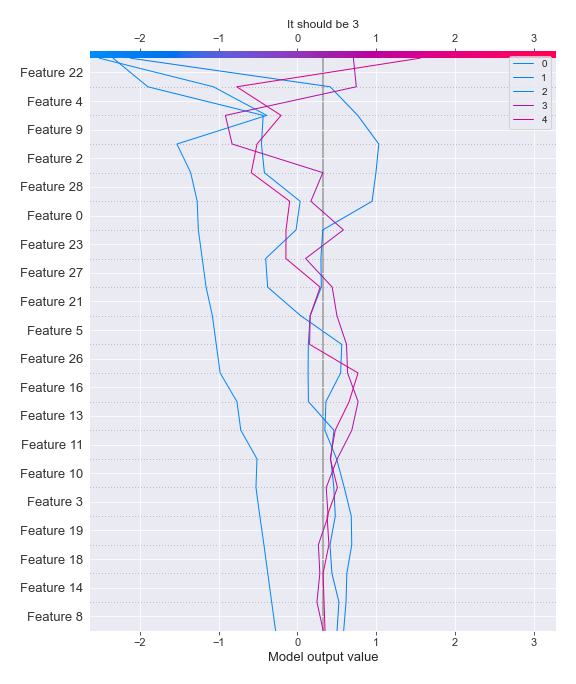 It should be 3
−2 −1 0 1 2 3
0
1
2
3
4
Feature 22
Feature 4
Feature 9
Feature 2
Feature 28
Feature 0
Feature 23
Feature 27
Feature 21
Feature 5
Feature 26
Feature 16
Feature 13
Feature 11
Feature 10
Feature 3
Feature 19
Feature 18
Feature 14
Feature 8
−2 −1 0 1 2 3
Model output value